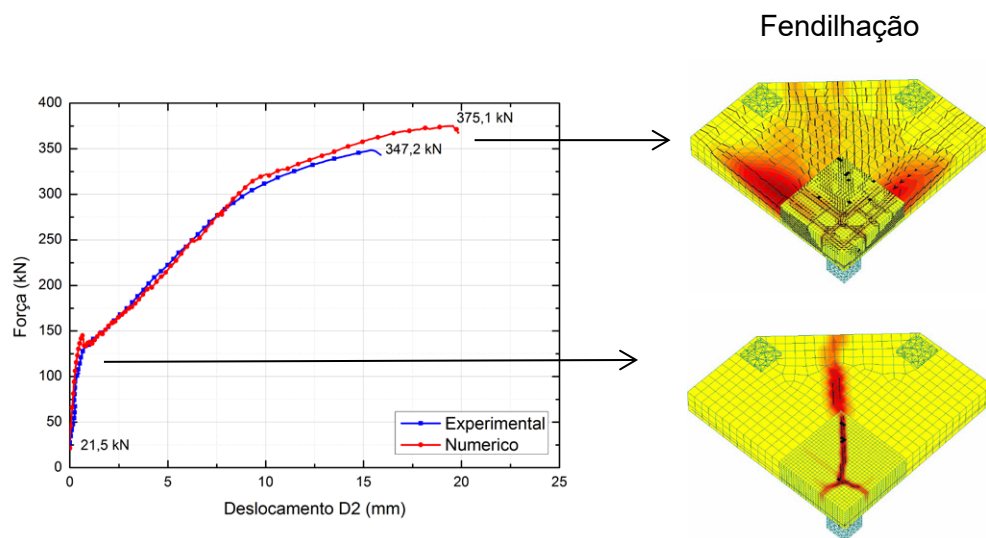 Fendilhação
400
350
300
250
200
150
100
50
0
Força (kN)
375,1 kN
347,2 kN
21,5 kN
Experimental
Numerico
0 5 10 15 20 25
Deslocamento D2 (mm)